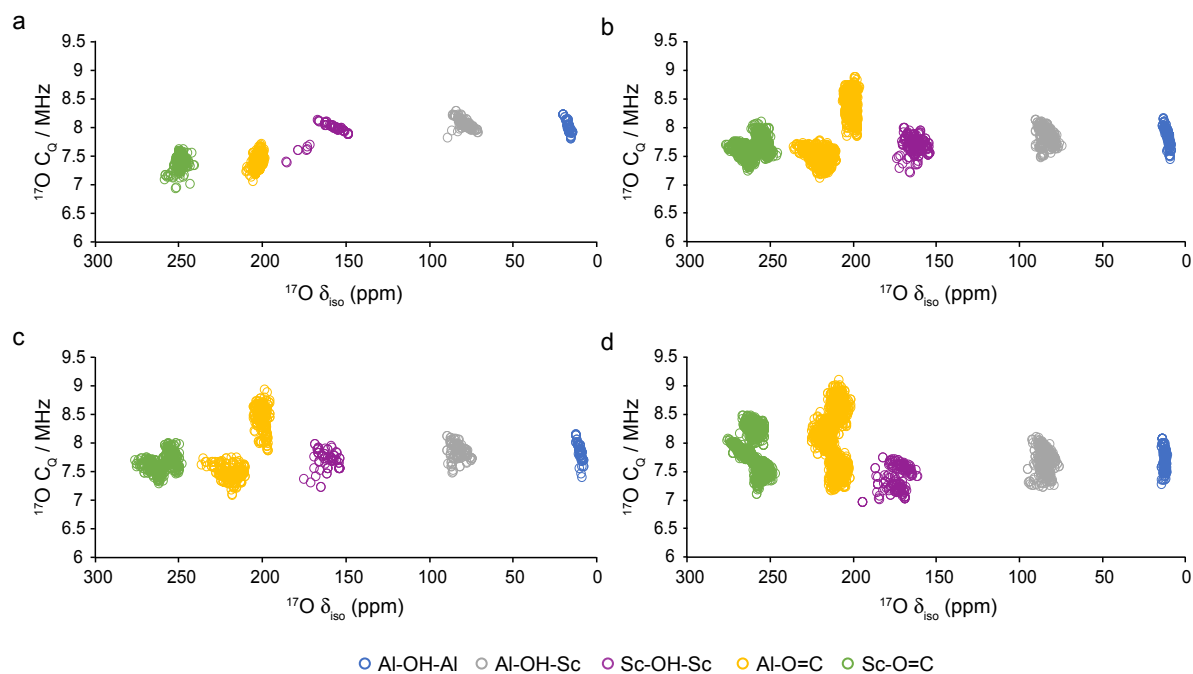 a
9.5
9
8.5
8
7.5
7
6.5
6
¹⁷O C_Q / MHz
300 250 200 150 100 50 0
¹⁷O δ_iso (ppm)
b
9.5
9
8.5
8
7.5
7
6.5
6
¹⁷O C_Q / MHz
300 250 200 150 100 50 0
¹⁷O δ_iso (ppm)
c
9.5
9
8.5
8
7.5
7
6.5
6
¹⁷O C_Q / MHz
300 250 200 150 100 50 0
¹⁷O δ_iso (ppm)
d
9.5
9
8.5
8
7.5
7
6.5
6
¹⁷O C_Q / MHz
300 250 200 150 100 50 0
¹⁷O δ_iso (ppm)
Al-OH-Al Al-OH-Sc Sc-OH-Sc Al-O=C Sc-O=C